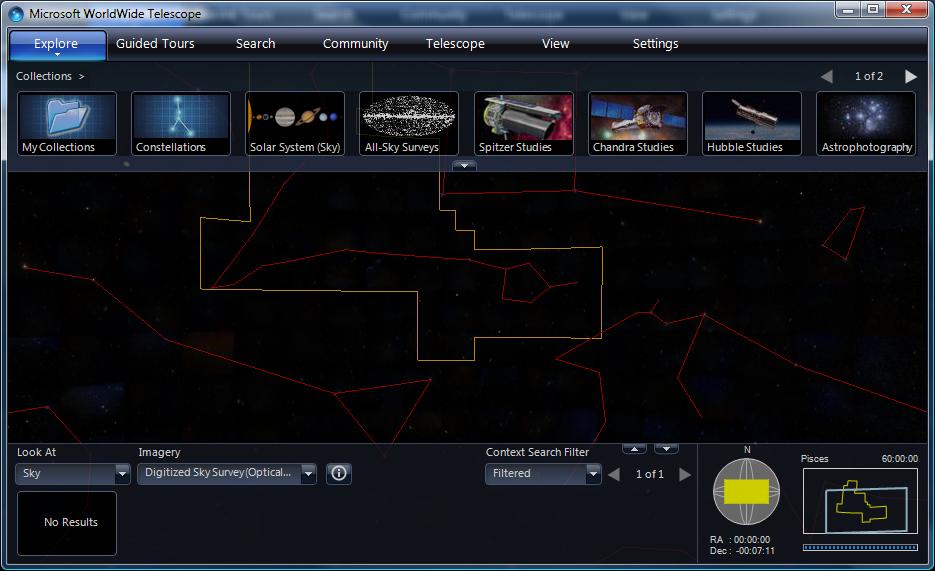 Microsoft WorldWide Telescope
Explore Guided Tours Search Community Telescope View Settings
Collections > 1 of 2
My Collections Constellations Solar System (Sky) All-Sky Surveys Spitzer Studies Chandra Studies Hubble Studies Astrophotography
Look At Imagery Context Search Filter
Sky Digitized Sky Survey(Optical... Filtered 1 of 1
No Results
N
Pisces 60:00:00
RA : 00:00:00
Dec : -00:07:11